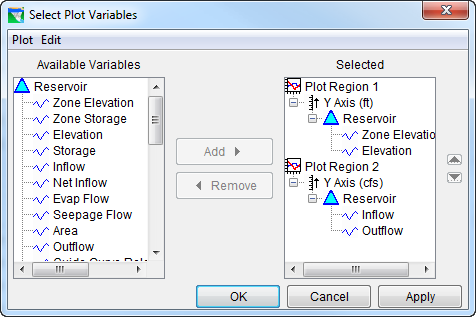 Select Plot Variables
Plot Edit
Available Variables
Reservoir
Zone Elevation
Zone Storage
Elevation
Storage
Inflow
Net Inflow
Evap Flow
Seepage Flow
Area
Outflow
Add
Remove
Selected
Plot Region 1
Y Axis (ft)
Reservoir
Zone Elevatio
Elevation
Plot Region 2
Y Axis (cfs)
Reservoir
Inflow
Outflow
OK Cancel Apply